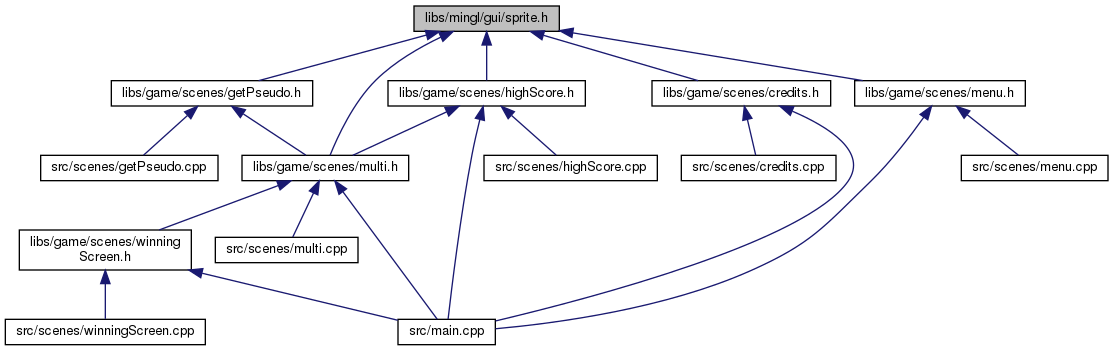 libs/mingl/gui/sprite.h
libs/game/scenes/getPseudo.h
libs/game/scenes/highScore.h
libs/game/scenes/credits.h
libs/game/scenes/menu.h
src/scenes/getPseudo.cpp
libs/game/scenes/multi.h
src/scenes/highScore.cpp
src/scenes/credits.cpp
src/scenes/menu.cpp
libs/game/scenes/winning
Screen.h
src/scenes/multi.cpp
src/scenes/winningScreen.cpp
src/main.cpp